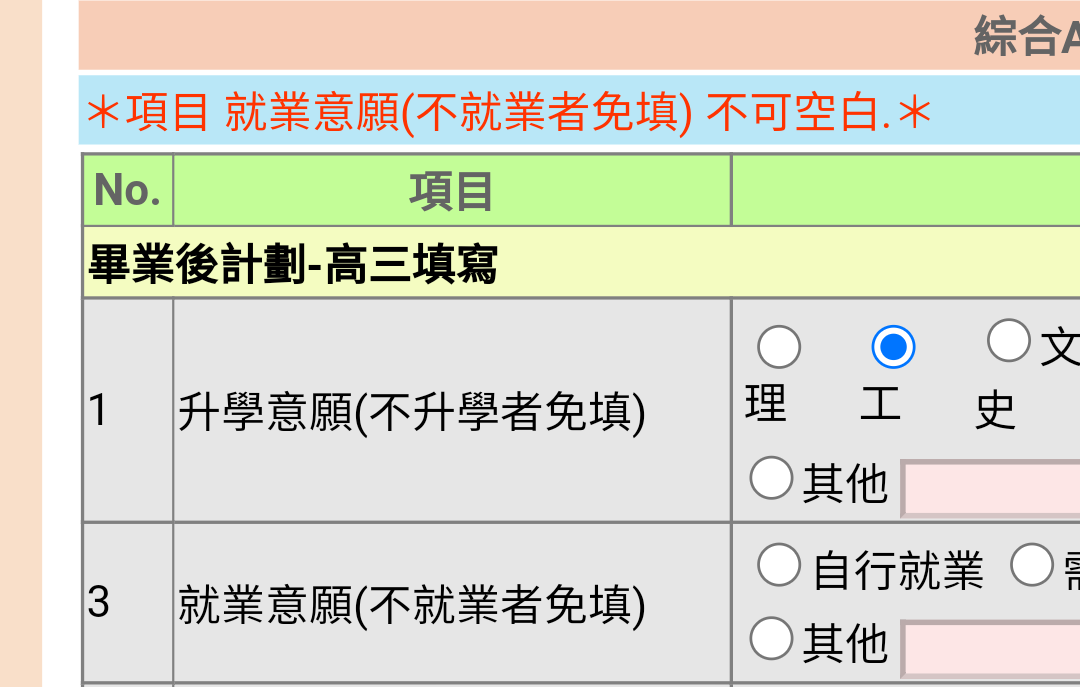 綜合A
＊項目 就業意願(不就業者免填) 不可空白.＊
No. 項目
畢業後計劃-高三填寫
1 升學意願(不升學者免填) 理 工 文史
其他
3 就業意願(不就業者免填) 自行就業
其他